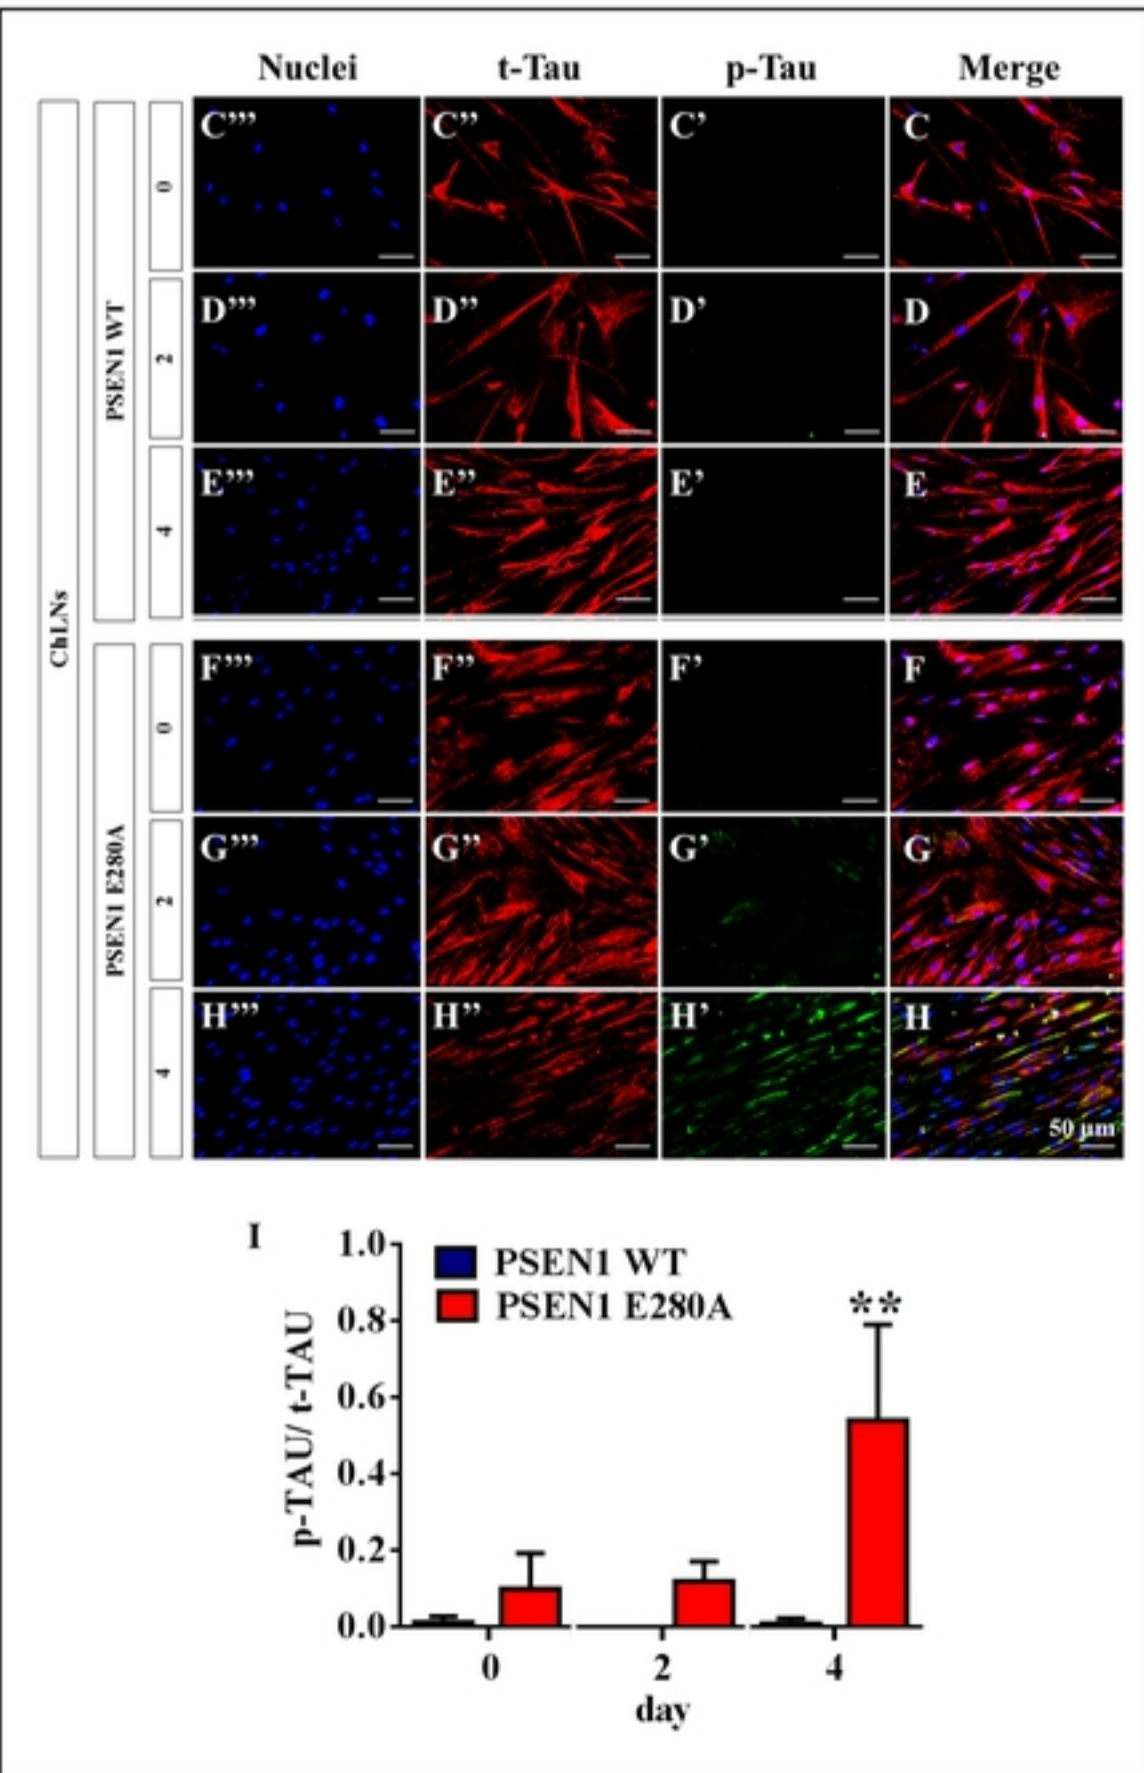 Nuclei t-Tau p-Tau Merge
ChLNs
PSEN1 WT
0
C’’’ C’’ C’ C
2
D’’’ D’’ D’ D
4
E’’’ E’’ E’ E
PSEN1 E280A
0
F’’’ F’’ F’ F
2
G’’’ G’’ G’ G
4
H’’’ H’’ H’ H
50 µm
I
PSEN1 WT
PSEN1 E280A
**
p-TAU/ t-TAU
1.0
0.8
0.6
0.4
0.2
0.0
0 2 4
day